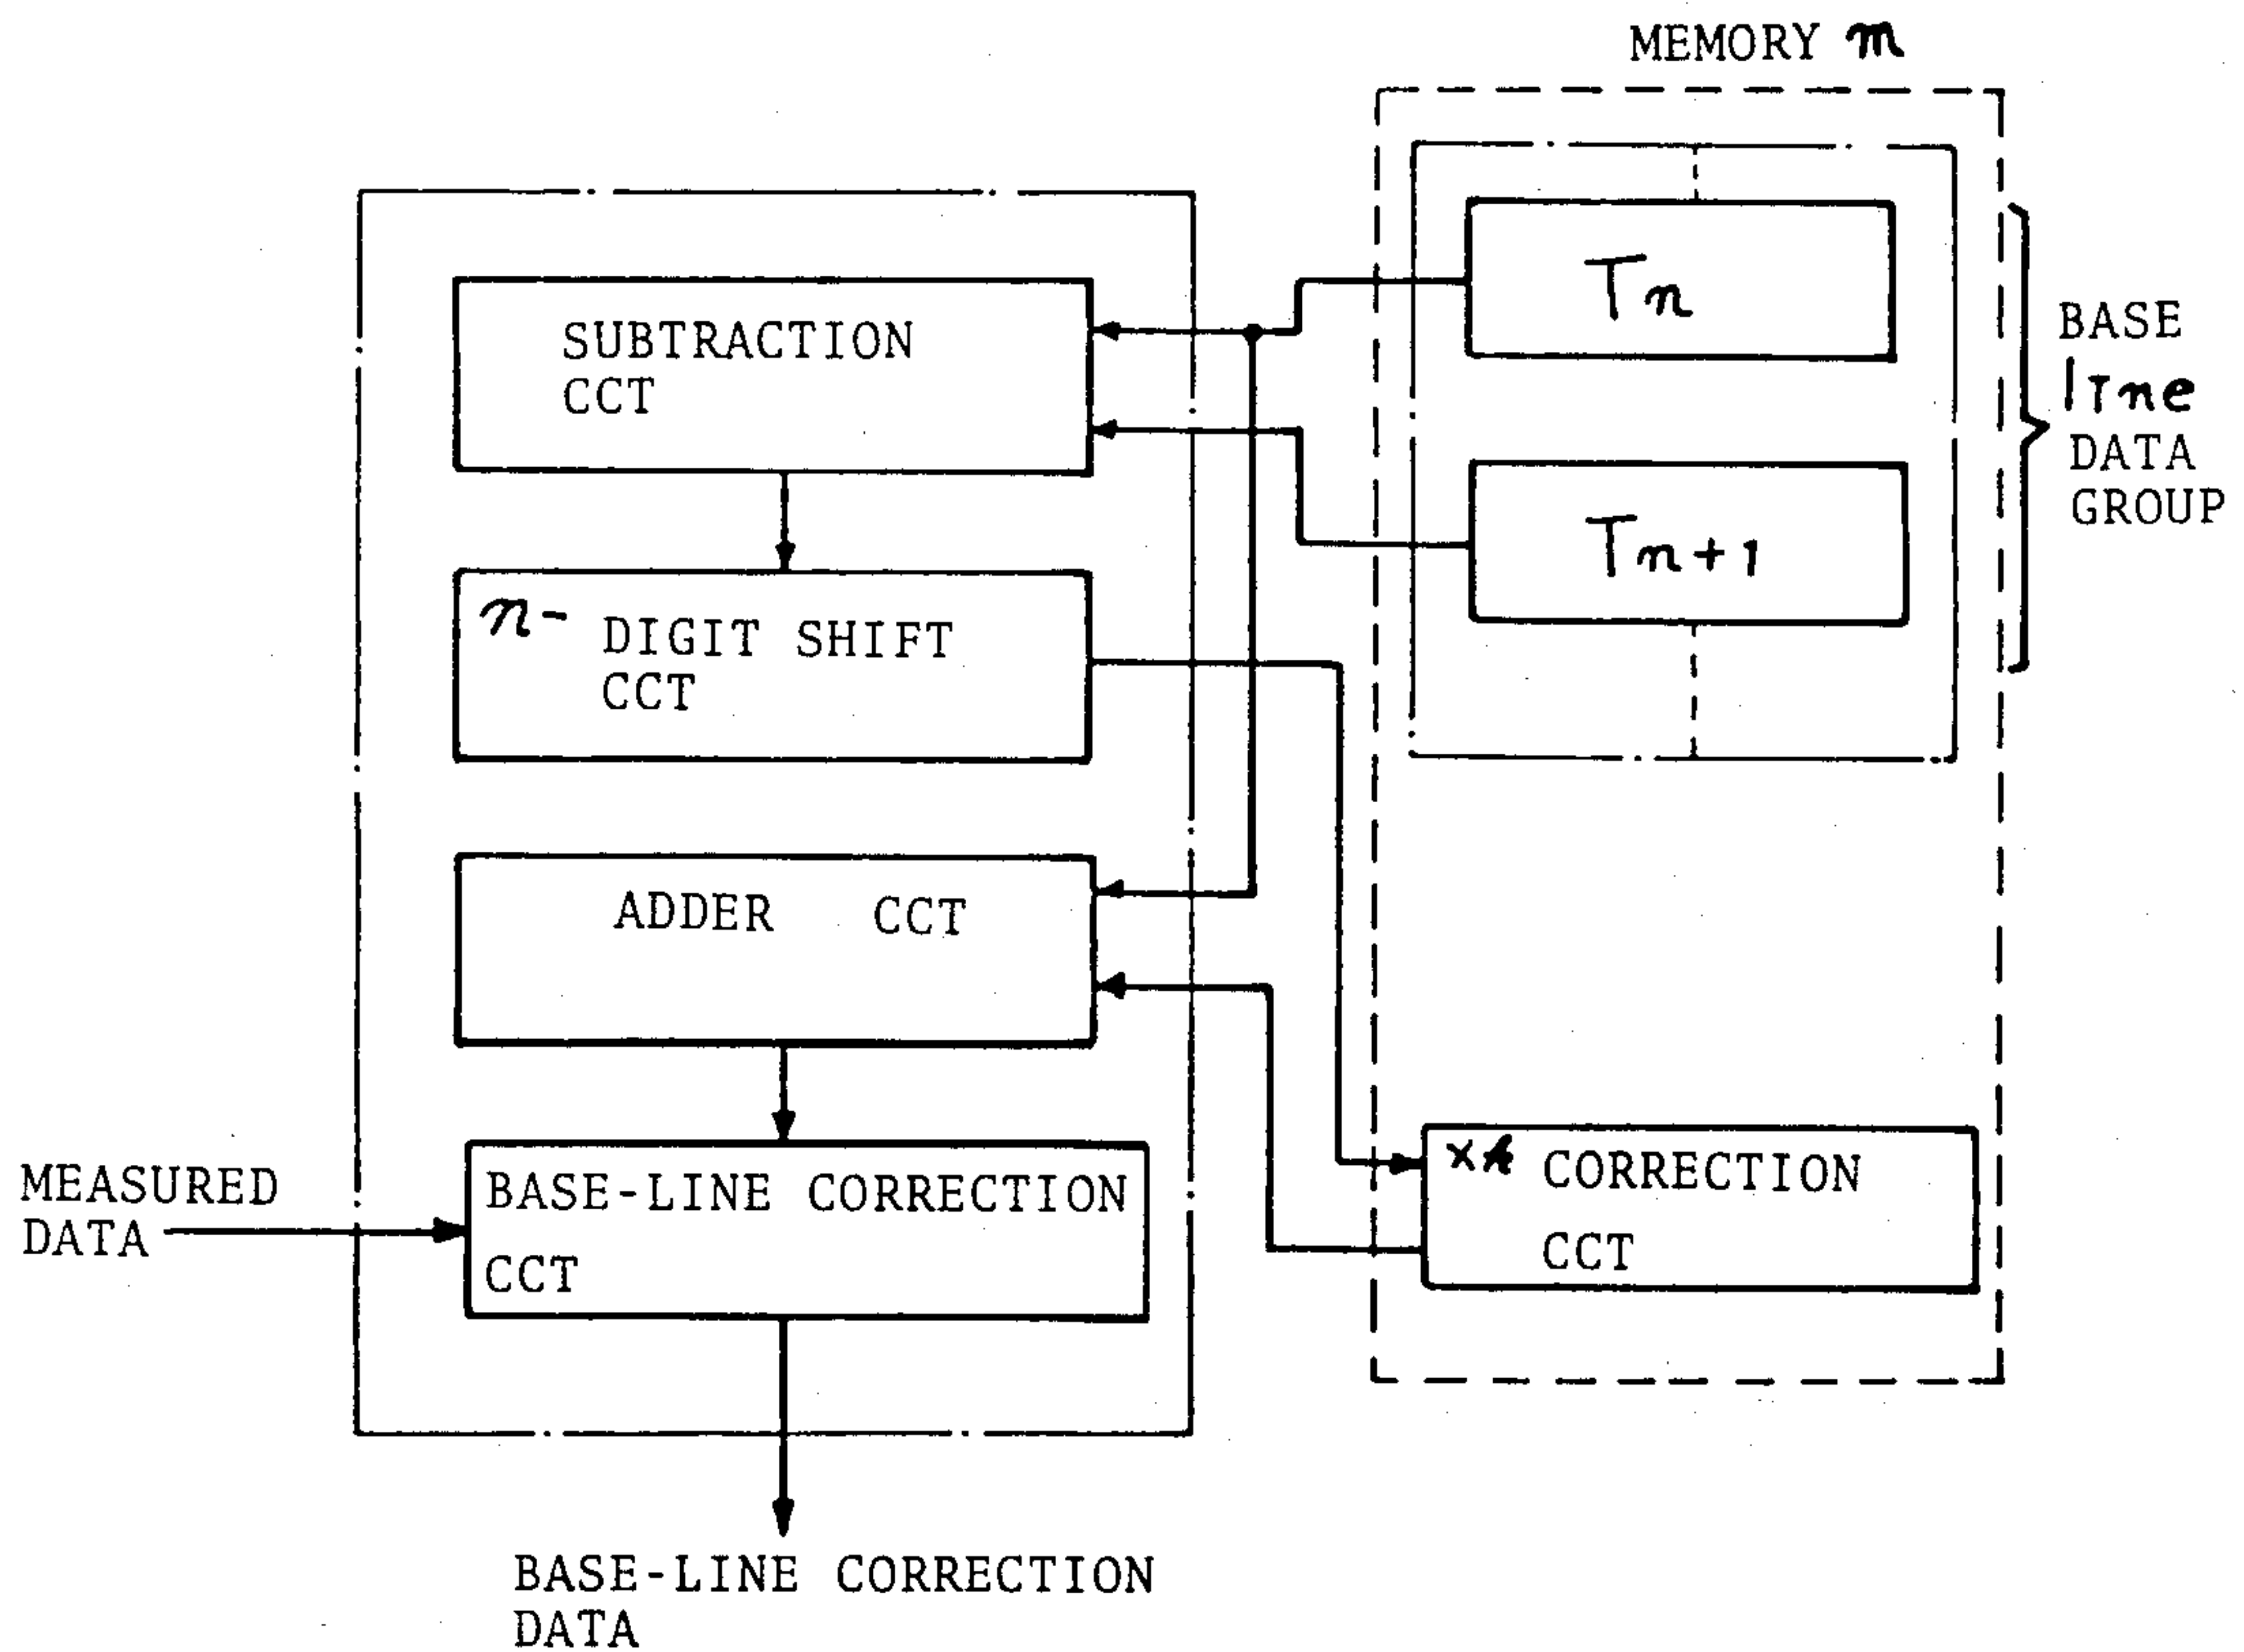 MEMORY m
Tn
BASE
line
DATA
GROUP
SUBTRACTION
CCT
Tn+1
n- DIGIT SHIFT
CCT
ADDER CCT
MEASURED
DATA
BASE-LINE CORRECTION
CCT
CORRECTION
CCT
BASE-LINE CORRECTION
DATA